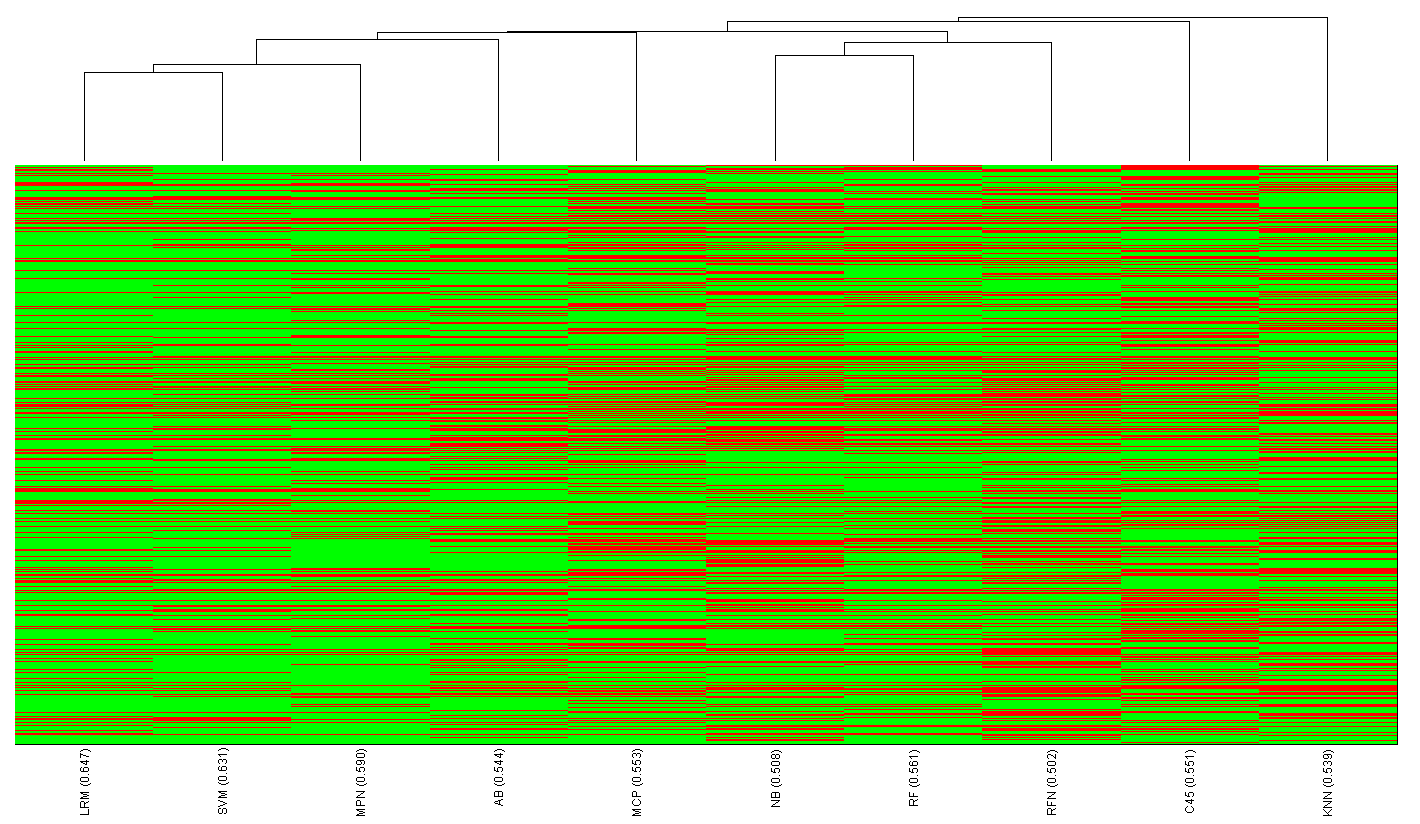 LRM (0.647)
SVM (0.631)
MPN (0.590)
AB (0.544)
MCP (0.553)
NB (0.508)
RF (0.561)
RFN (0.502)
C45 (0.551)
KNN (0.539)